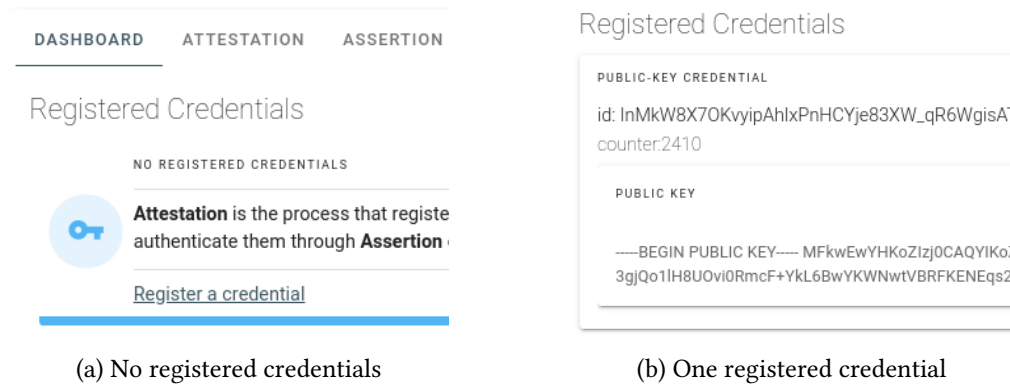 DASHBOARD ATTESTATION ASSERTION
Registered Credentials
NO REGISTERED CREDENTIALS
Attestation is the process that registe
authenticate them through Assertion
Register a credential
(a) No registered credentials
Registered Credentials
PUBLIC-KEY CREDENTIAL
id: InMkW8X7OKvyipAhIxPnHCYje83XW_qR6WgisA
counter:2410
PUBLIC KEY
-----BEGIN PUBLIC KEY----- MFkwEwYHKoZIzj0CAQYIKoZ
3gjQo1lH8UOvi0RmcF+YkL6BwYKWNwtVBRFKENEqs2
(b) One registered credential